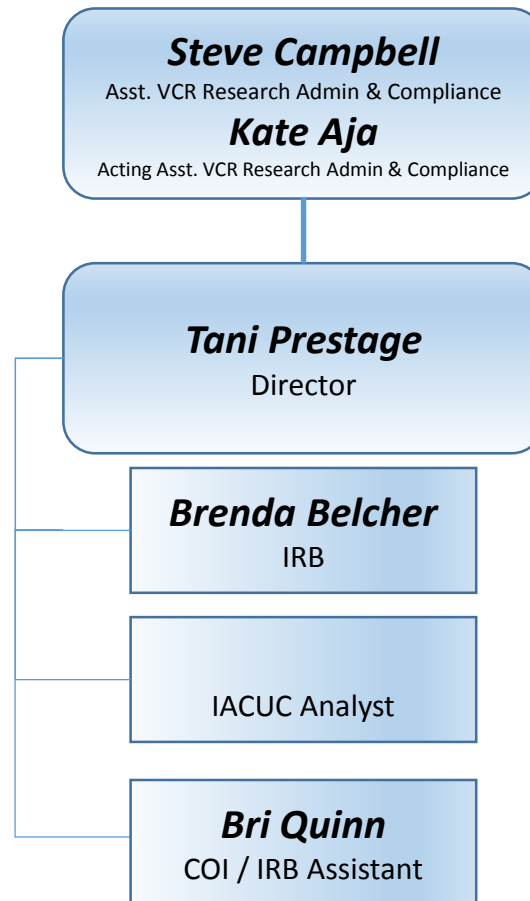 Steve Campbell
Asst. VCR Research Admin & Compliance
Kate Aja
Acting Asst. VCR Research Admin & Compliance
Tani Prestage
Director
Brenda Belcher
IRB
IACUC Analyst
Bri Quinn
COI / IRB Assistant